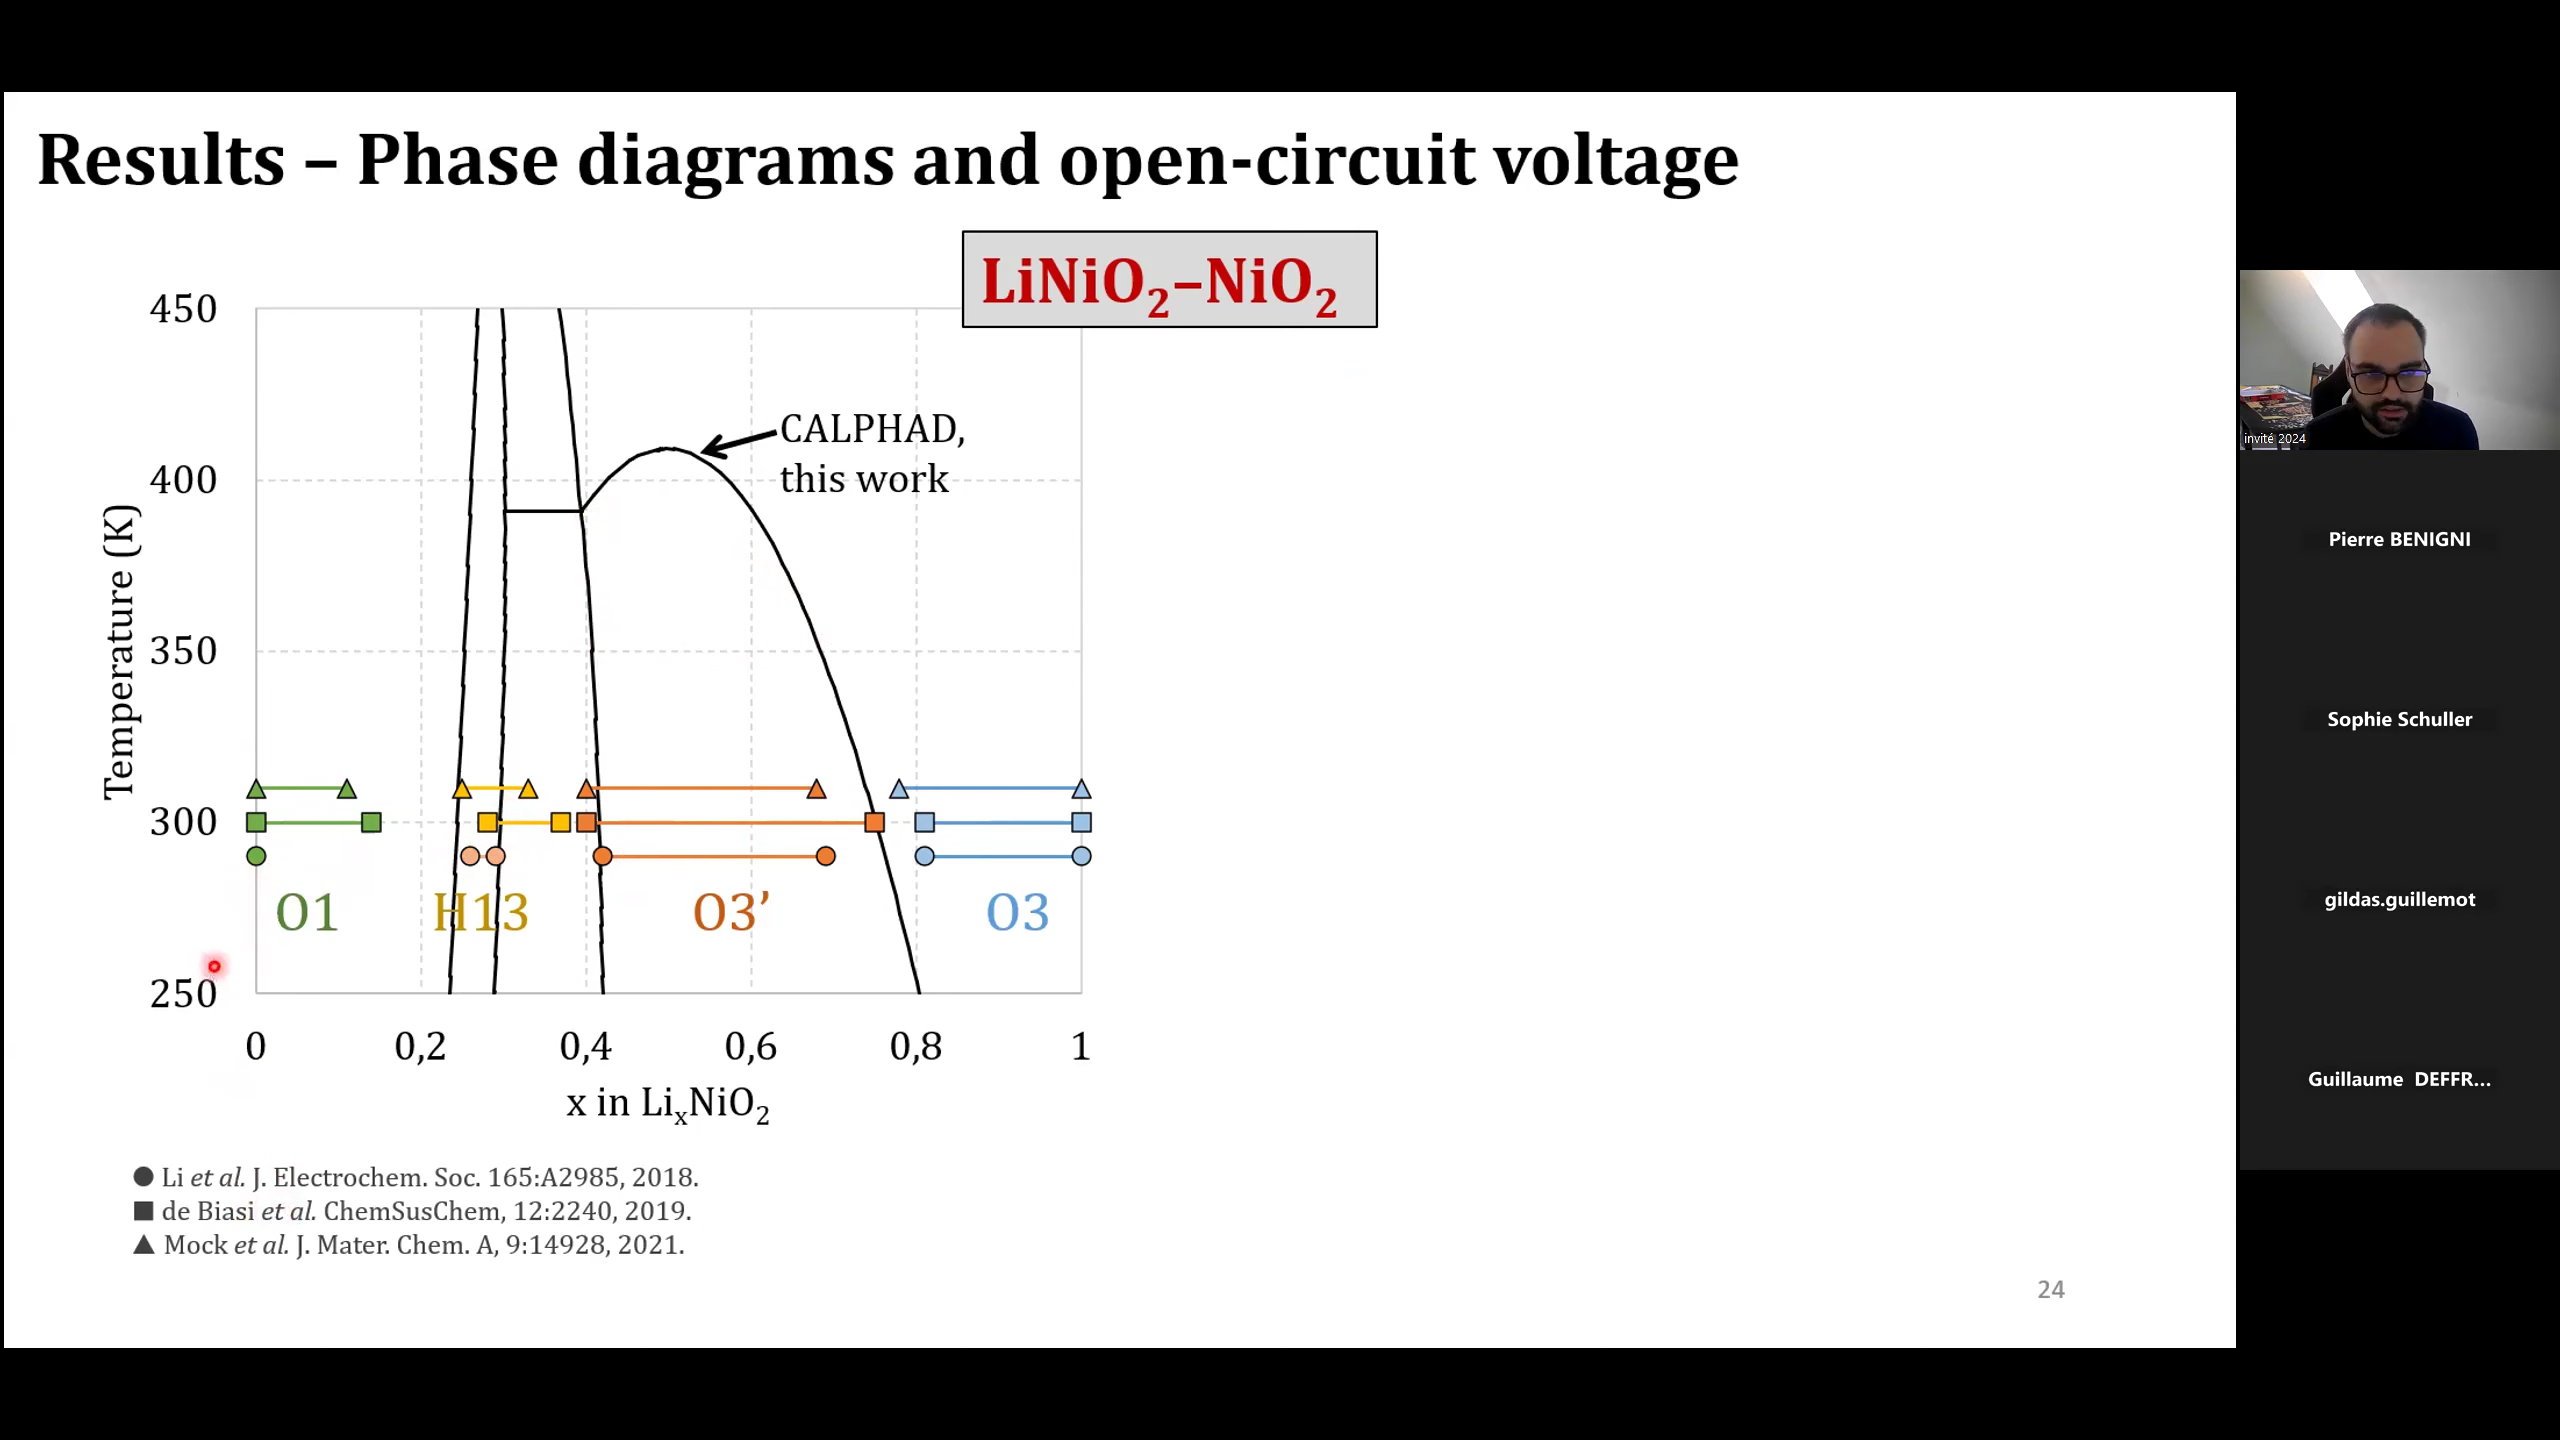 Results – Phase diagrams and open-circuit voltage
LiNiO₂–NiO₂
450
400
350
300
250
Temperature (K)
CALPHAD,
this work
O1
H13
O3’
O3
0
0,2
0,4
0,6
0,8
1
x in LiₓNiO₂
● Li et al. J. Electrochem. Soc. 165:A2985, 2018.
■ de Biasi et al. ChemSusChem, 12:2240, 2019.
▲ Mock et al. J. Mater. Chem. A, 9:14928, 2021.
24
invité 2024
Pierre BENIGNI
Sophie Schuller
gildas.guillemot
Guillaume DEFFR...